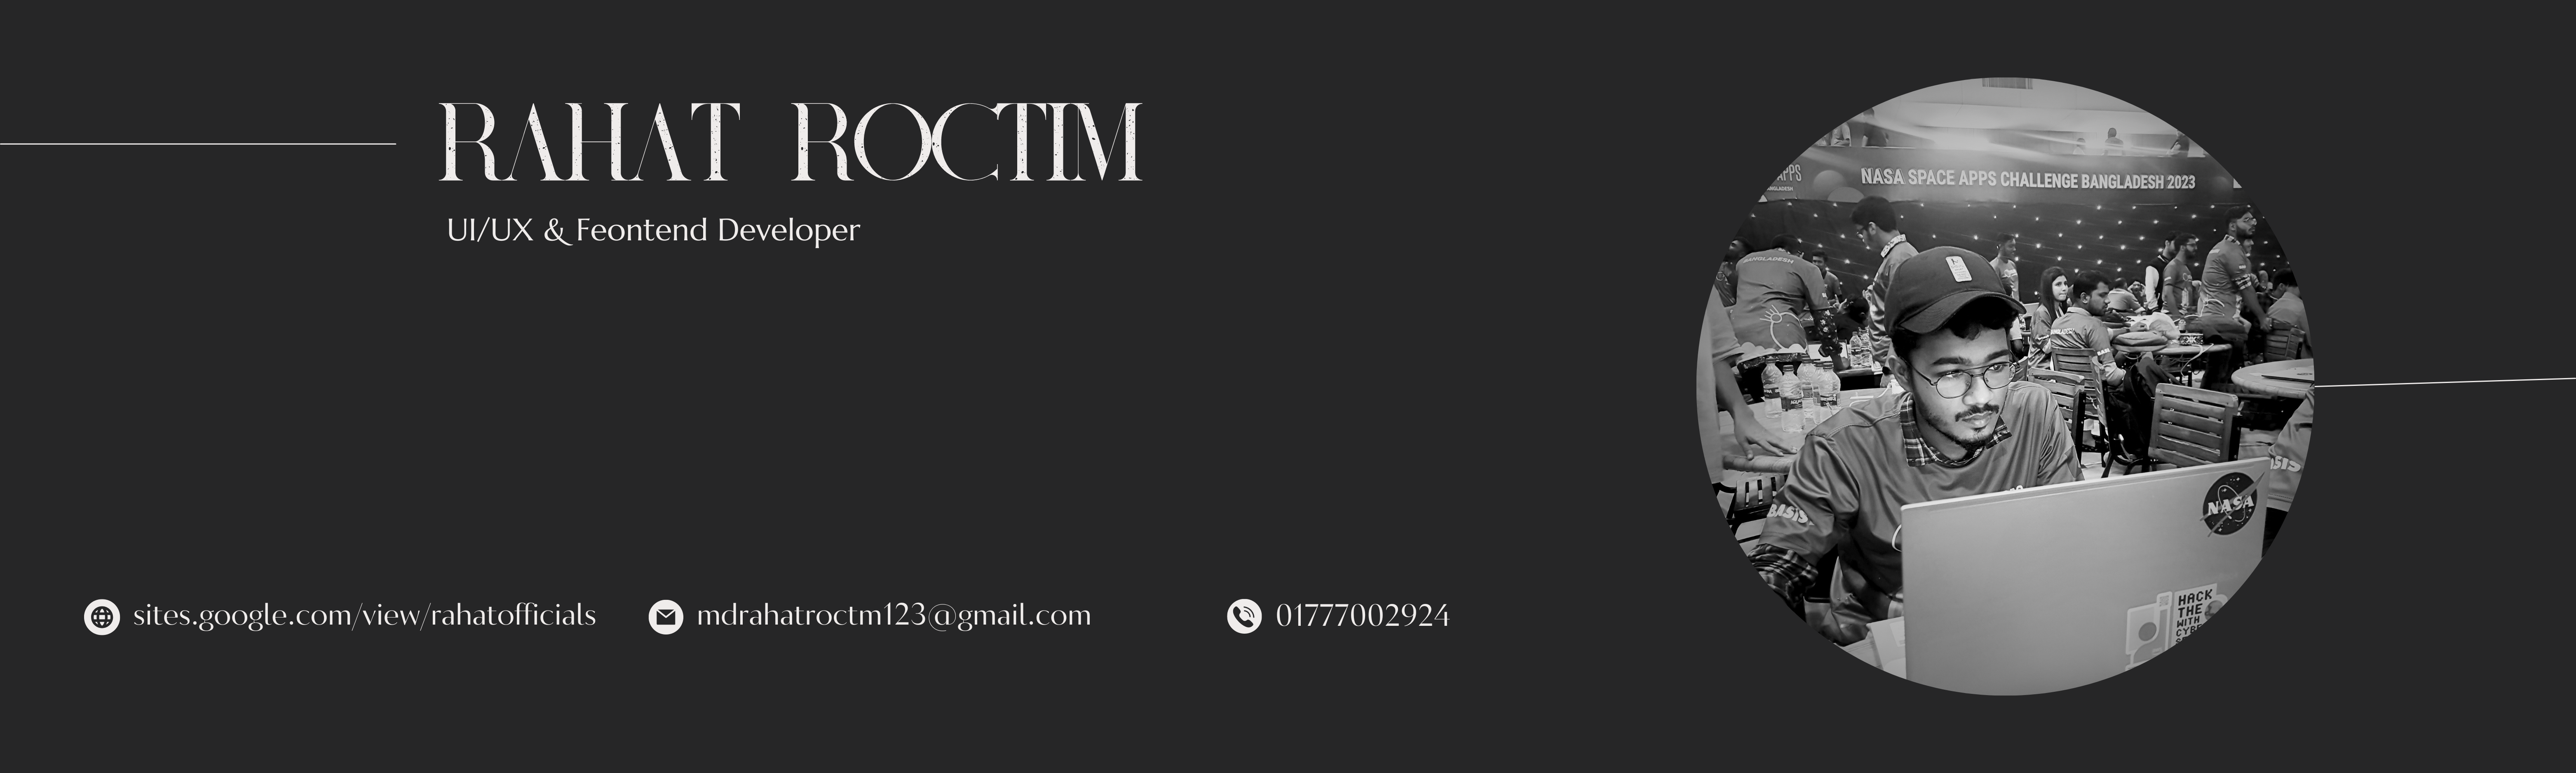 RAHAT ROCTIM
UI/UX & Feontend Developer
sites.google.com/view/rahatofficials
mdrahatroctm123@gmail.com
01777002924
APPS
BANGLADESH
NASA SPACE APPS CHALLENGE BANGLADESH 2023
BANGLADESH
BASIS
NASA
HACK
THE
WITH